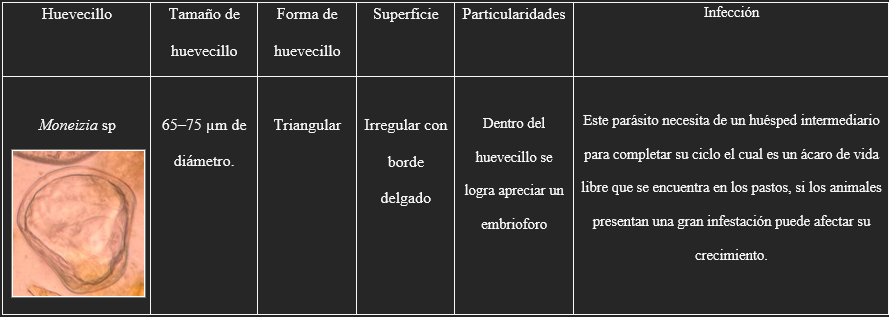 Huevecillo
Tamaño de
huevecillo
Forma de
huevecillo
Superficie
Particularidades
Infección
Moneizia sp
65–75 µm de
diámetro.
Triangular
Irregular con
borde
delgado
Dentro del
huevecillo se
logra apreciar un
embrioforo
Este parásito necesita de un huésped intermediario
para completar su ciclo el cual es un ácaro de vida
libre que se encuentra en los pastos, si los animales
presentan una gran infestación puede afectar su
crecimiento.